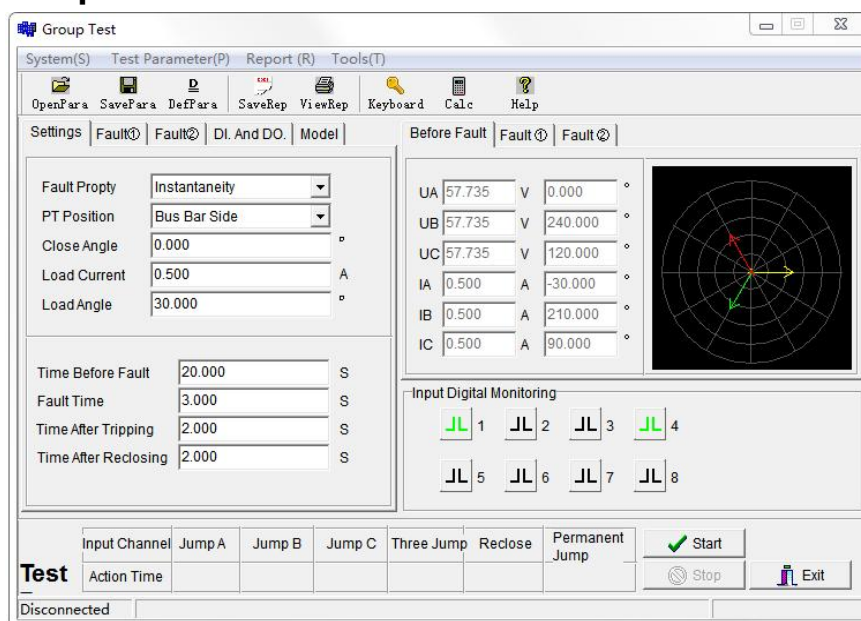 Group Test
System(S) Test Parameter(P) Report (R) Tools(T)
OpenPara SavePara DefPara SaveRep ViewRep Keyboard Calc Help
Settings Fault① Fault② DI. And DO. Model
Before Fault Fault ① Fault ②
Fault Propty Instantaneity
PT Position Bus Bar Side
Close Angle 0.000 °
Load Current 0.500 A
Load Angle 30.000 °
Time Before Fault 20.000 S
Fault Time 3.000 S
Time After Tripping 2.000 S
Time After Reclosing 2.000 S
UA 57.735 V 0.000 °
UB 57.735 V 240.000 °
UC 57.735 V 120.000 °
IA 0.500 A -30.000 °
IB 0.500 A 210.000 °
IC 0.500 A 90.000 °
Input Digital Monitoring
1 2 3 4
5 6 7 8
Test
Input Channel Jump A Jump B Jump C Three Jump Reclose Permanent Jump
Action Time
Start
Stop
Exit
Disconnected